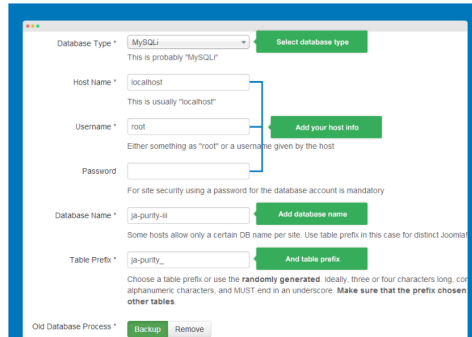 Database Type * MySQLi Select database type
This is probably "MySQLi"
Host Name * localhost
This is usually "localhost"
Username * root Add your host info
Either something as "root" or a username given by the host
Password
For site security using a password for the database account is mandatory
Database Name * ja-purity-iii Add database name
Some hosts allow only a certain DB name per site. Use table prefix in this case for distinct Joomla!
Table Prefix * ja-purity_ And table prefix
Choose a table prefix or use the randomly generated. Ideally, three or four characters long, con
alphanumeric characters, and MUST end in an underscore. Make sure that the prefix chosen
other tables.
Old Database Process * Backup Remove